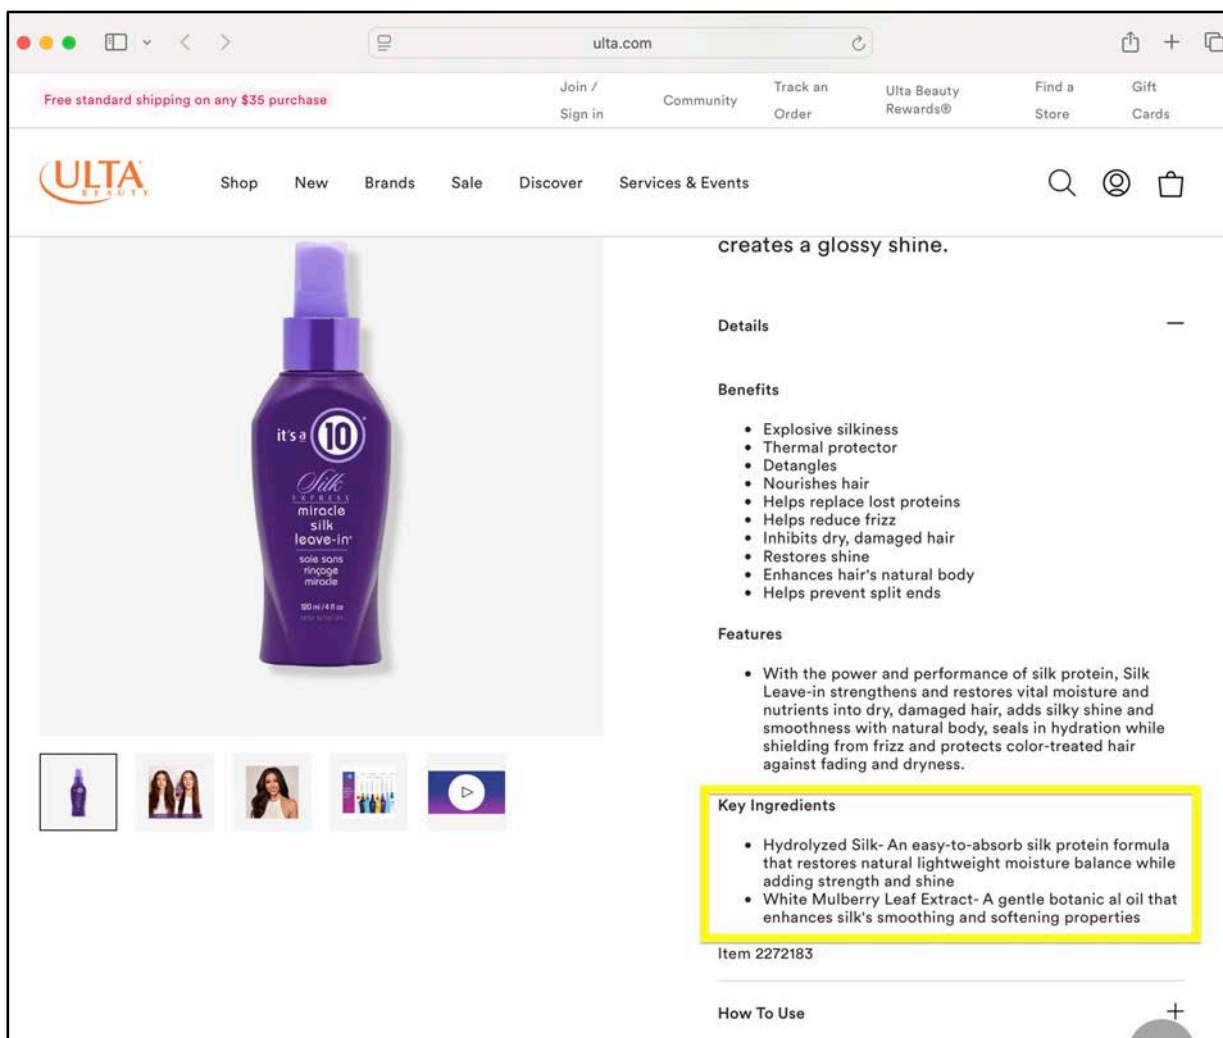 ulta.com
Free standard shipping on any $35 purchase
Join /
Sign in
Community
Track an
Order
Ulta Beauty
Rewards®
Find a
Store
Gift
Cards
ULTA
BEAUTY
Shop
New
Brands
Sale
Discover
Services & Events
it's a 10
Silk
EXPRESS
miracle
silk
leave-in
soie sans
rinçage
miracle
120 ml / 4 fl oz
creates a glossy shine.
Details
Benefits
• Explosive silkiness
• Thermal protector
• Detangles
• Nourishes hair
• Helps replace lost proteins
• Helps reduce frizz
• Inhibits dry, damaged hair
• Restores shine
• Enhances hair's natural body
• Helps prevent split ends
Features
• With the power and performance of silk protein, Silk
Leave-in strengthens and restores vital moisture and
nutrients into dry, damaged hair, adds silky shine and
smoothness with natural body, seals in hydration while
shielding from frizz and protects color-treated hair
against fading and dryness.
Key Ingredients
• Hydrolyzed Silk- An easy-to-absorb silk protein formula
that restores natural lightweight moisture balance while
adding strength and shine
• White Mulberry Leaf Extract- A gentle botanic al oil that
enhances silk's smoothing and softening properties
Item 2272183
How To Use